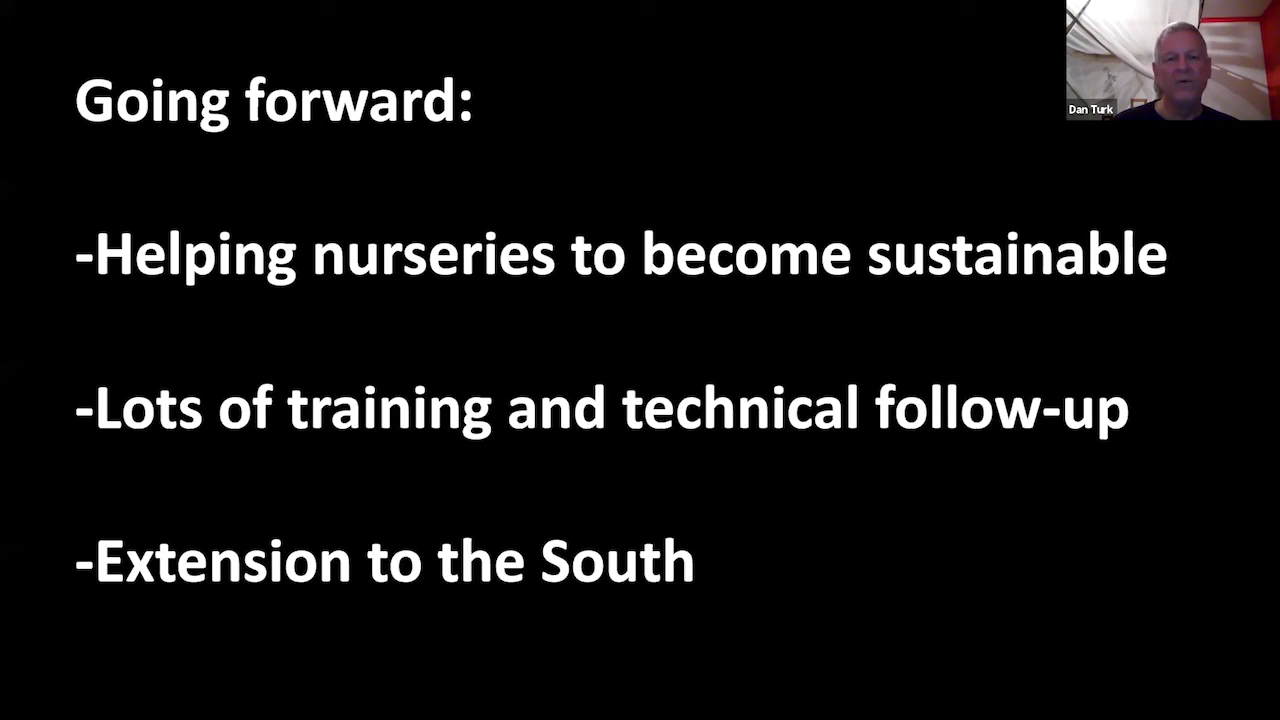 Going forward:
Dan Turk
-Helping nurseries to become sustainable
-Lots of training and technical follow-up
-Extension to the South